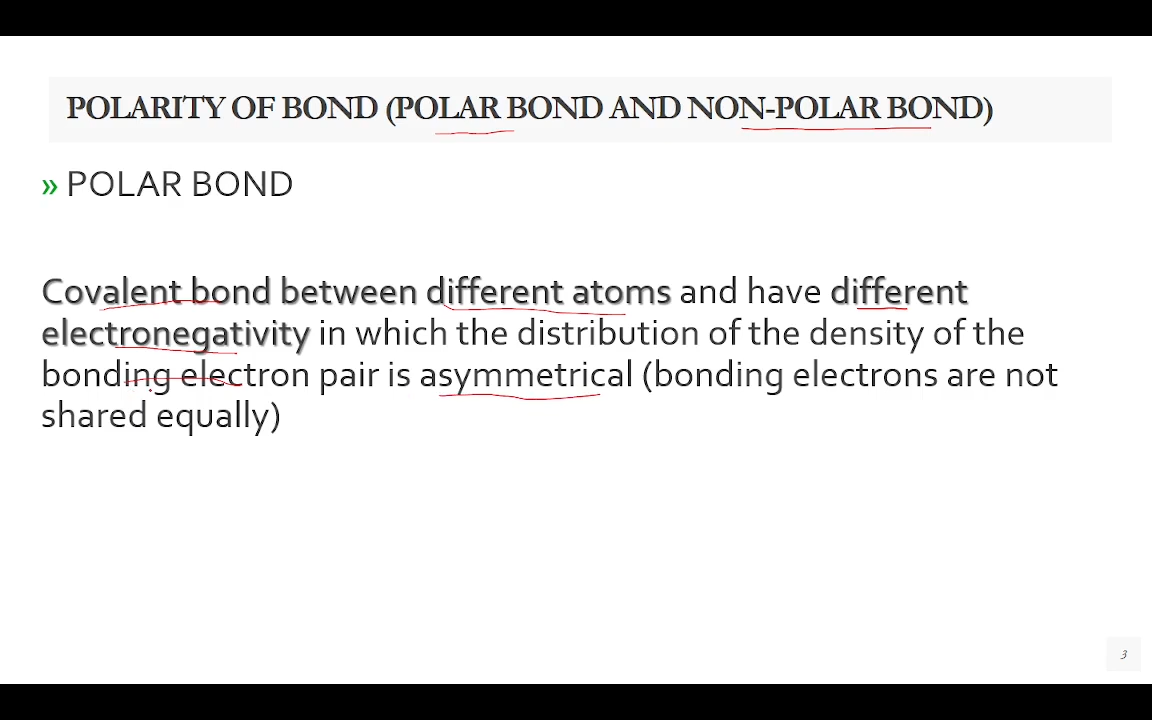 POLARITY OF BOND (POLAR BOND AND NON-POLAR BOND)
» POLAR BOND
Covalent bond between different atoms and have different
electronegativity in which the distribution of the density of the
bonding electron pair is asymmetrical (bonding electrons are not
shared equally)
3